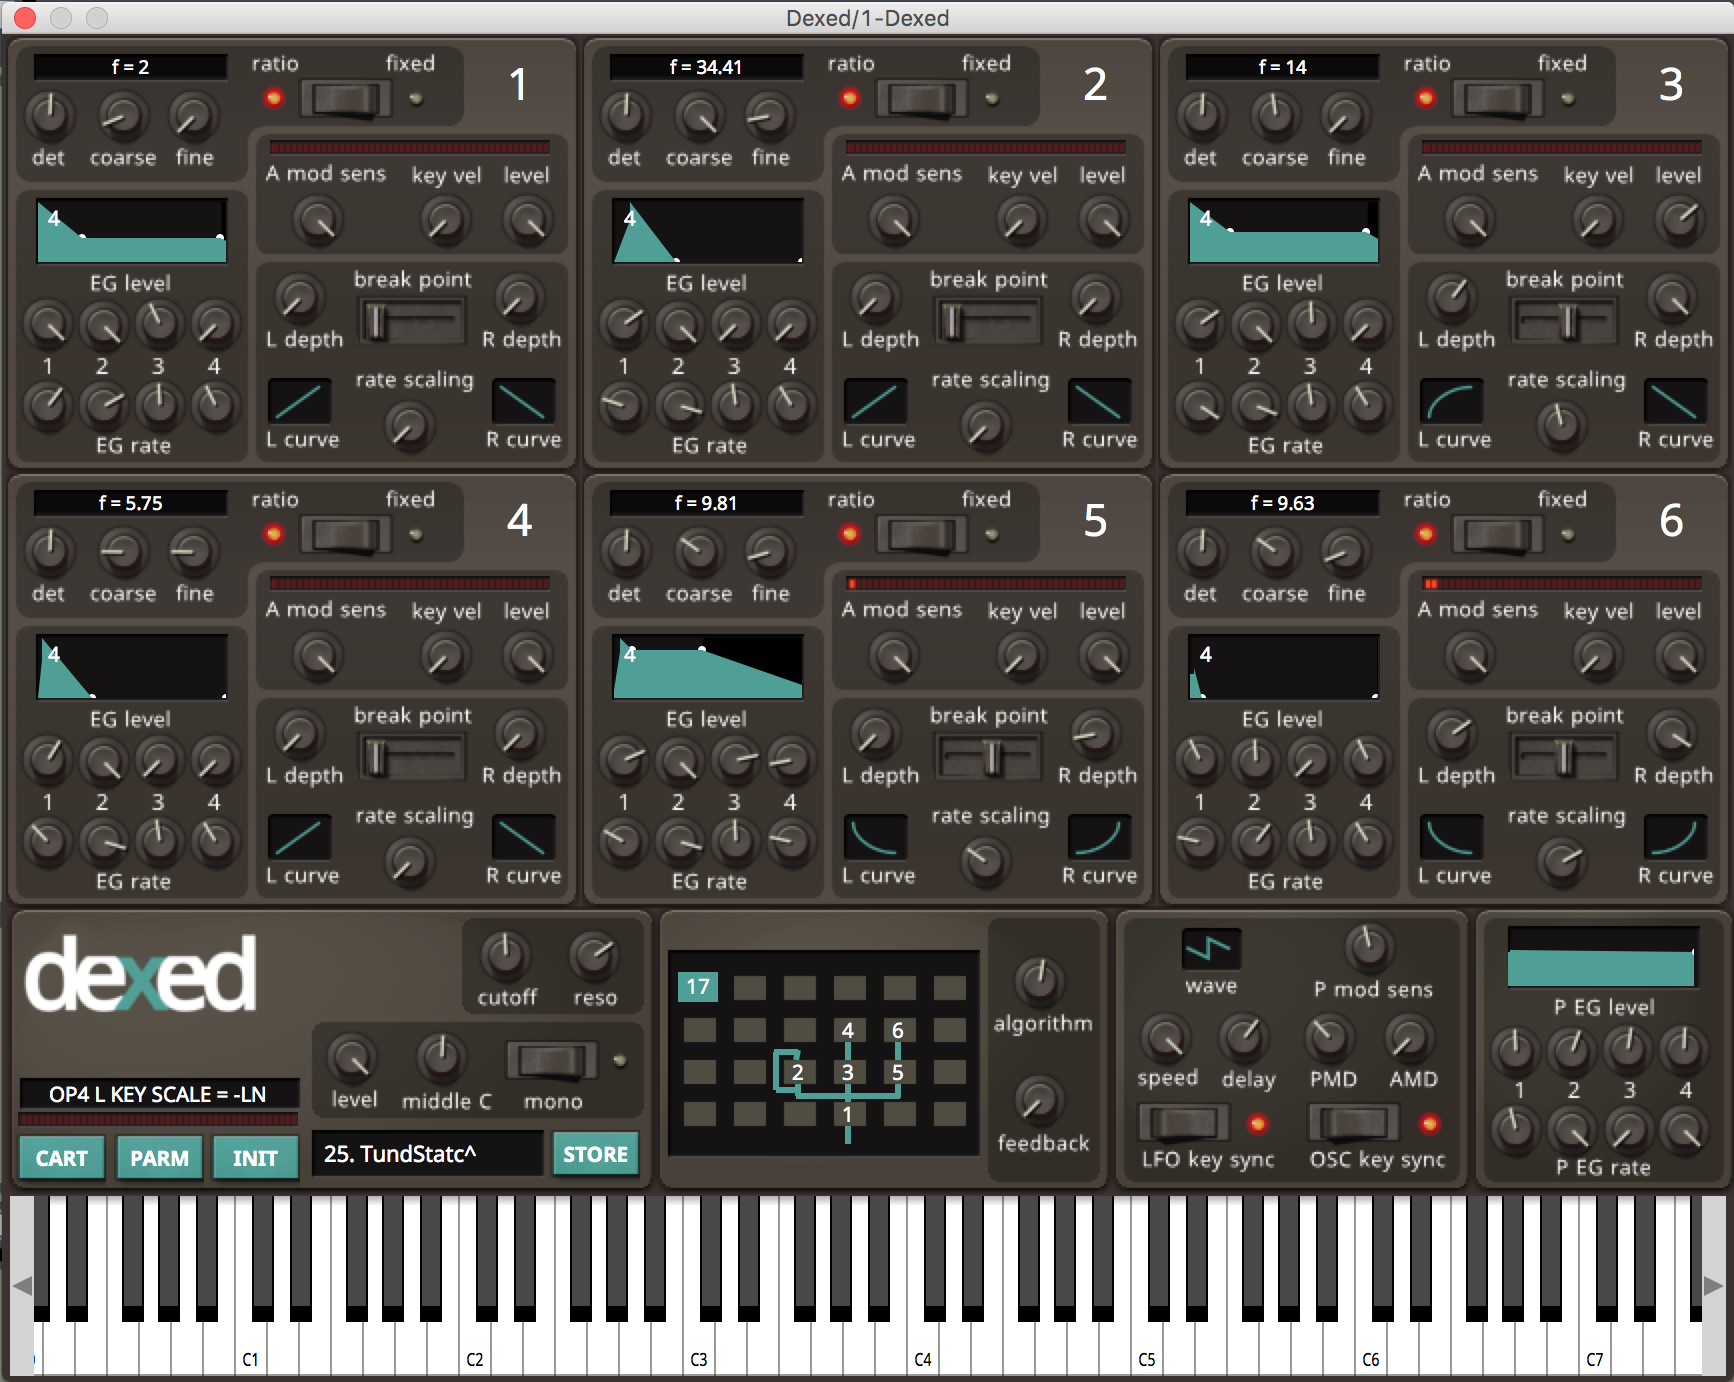 Dexed/1-Dexed
f = 2
ratio
fixed
1
det
coarse
fine
A mod sens
key vel
level
4
EG level
1
2
3
4
EG rate
break point
L depth
R depth
rate scaling
L curve
R curve
f = 34.41
ratio
fixed
2
det
coarse
fine
A mod sens
key vel
level
4
EG level
1
2
3
4
EG rate
break point
L depth
R depth
rate scaling
L curve
R curve
f = 14
ratio
fixed
3
det
coarse
fine
A mod sens
key vel
level
4
EG level
1
2
3
4
EG rate
break point
L depth
R depth
rate scaling
L curve
R curve
f = 5.75
ratio
fixed
4
det
coarse
fine
A mod sens
key vel
level
4
EG level
1
2
3
4
EG rate
break point
L depth
R depth
rate scaling
L curve
R curve
f = 9.81
ratio
fixed
5
det
coarse
fine
A mod sens
key vel
level
4
EG level
1
2
3
4
EG rate
break point
L depth
R depth
rate scaling
L curve
R curve
f = 9.63
ratio
fixed
6
det
coarse
fine
A mod sens
key vel
level
4
EG level
1
2
3
4
EG rate
break point
L depth
R depth
rate scaling
L curve
R curve
dexed
cutoff
reso
level
middle C
mono
OP4 L KEY SCALE = -LN
CART
PARM
INIT
25. TundStatc^
STORE
17
4 6
2 3 5
1
algorithm
feedback
wave
P mod sens
speed
delay
PMD
AMD
LFO key sync
OSC key sync
P EG level
1
2
3
4
P EG rate
C1 C2 C3 C4 C5 C6 C7